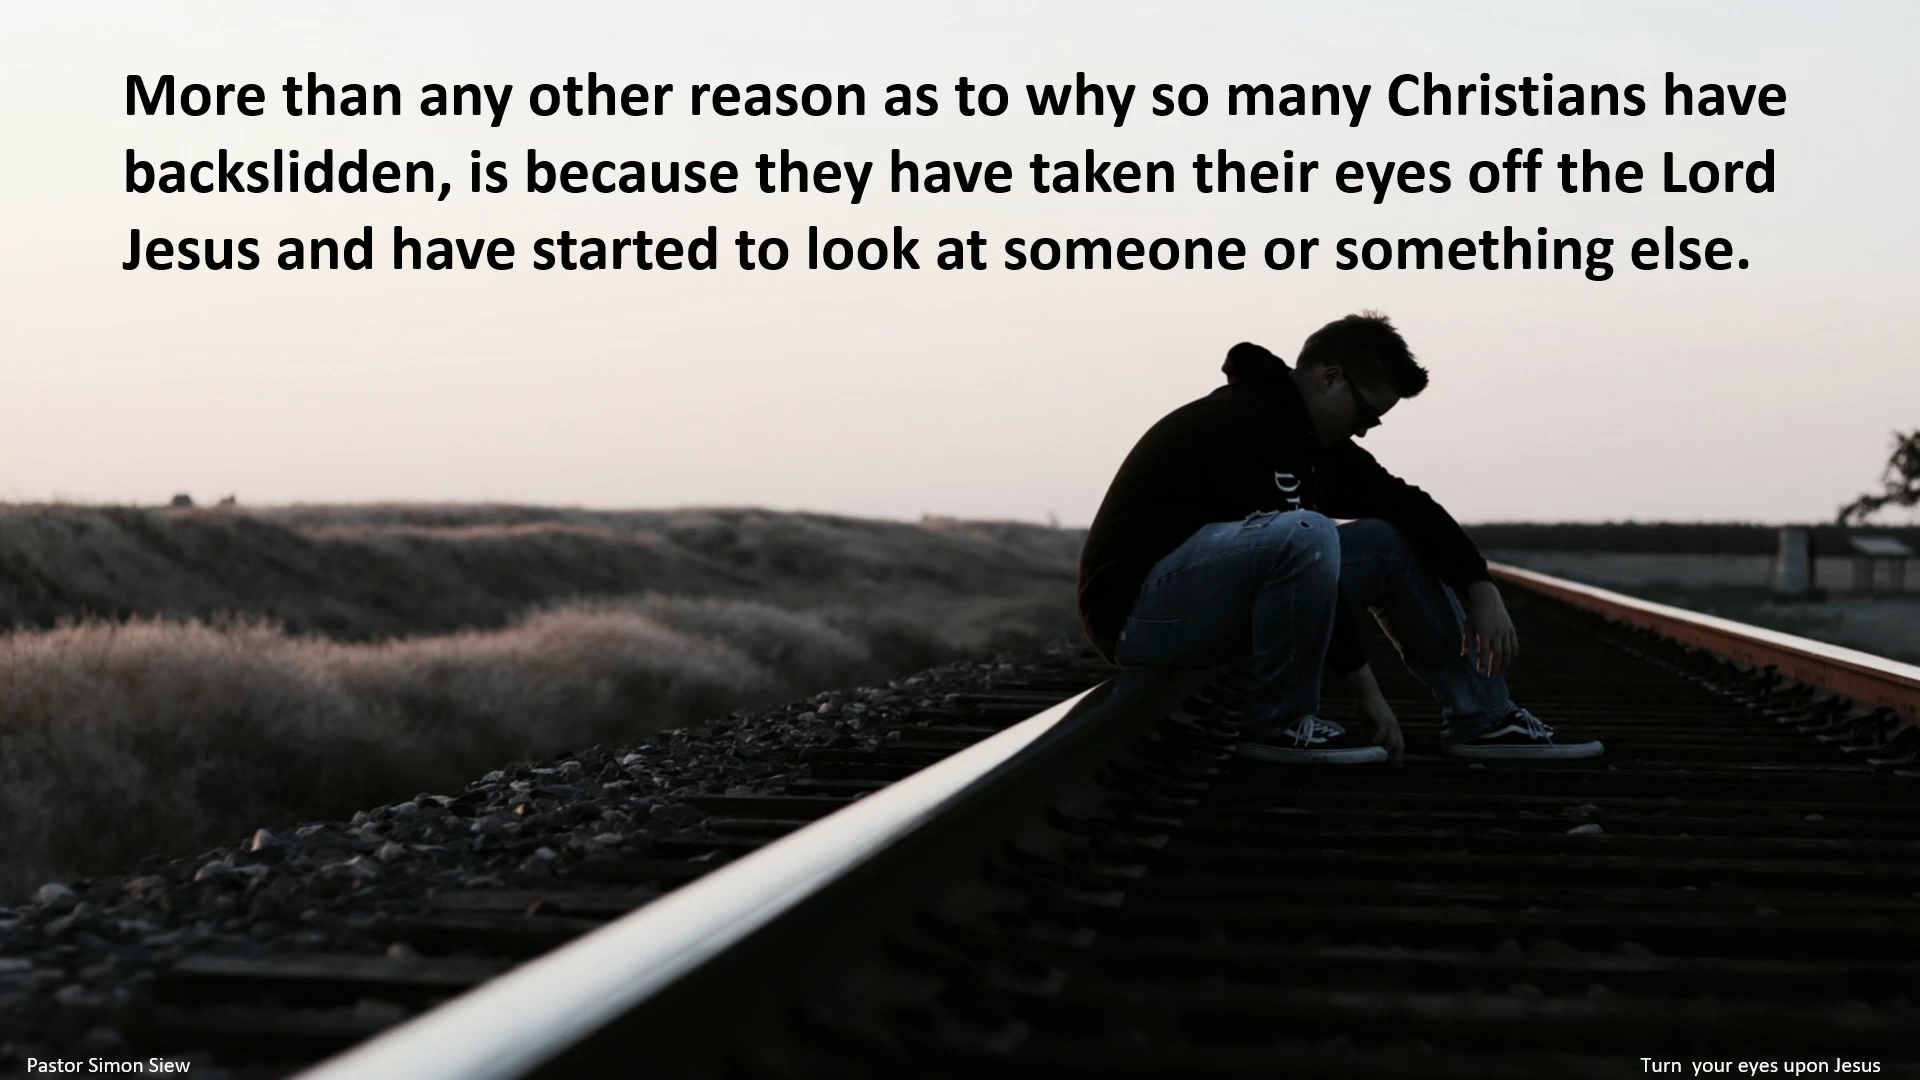 More than any other reason as to why so many Christians have
backslidden, is because they have taken their eyes off the Lord
Jesus and have started to look at someone or something else.
Pastor Simon Siew
Turn  your eyes upon Jesus